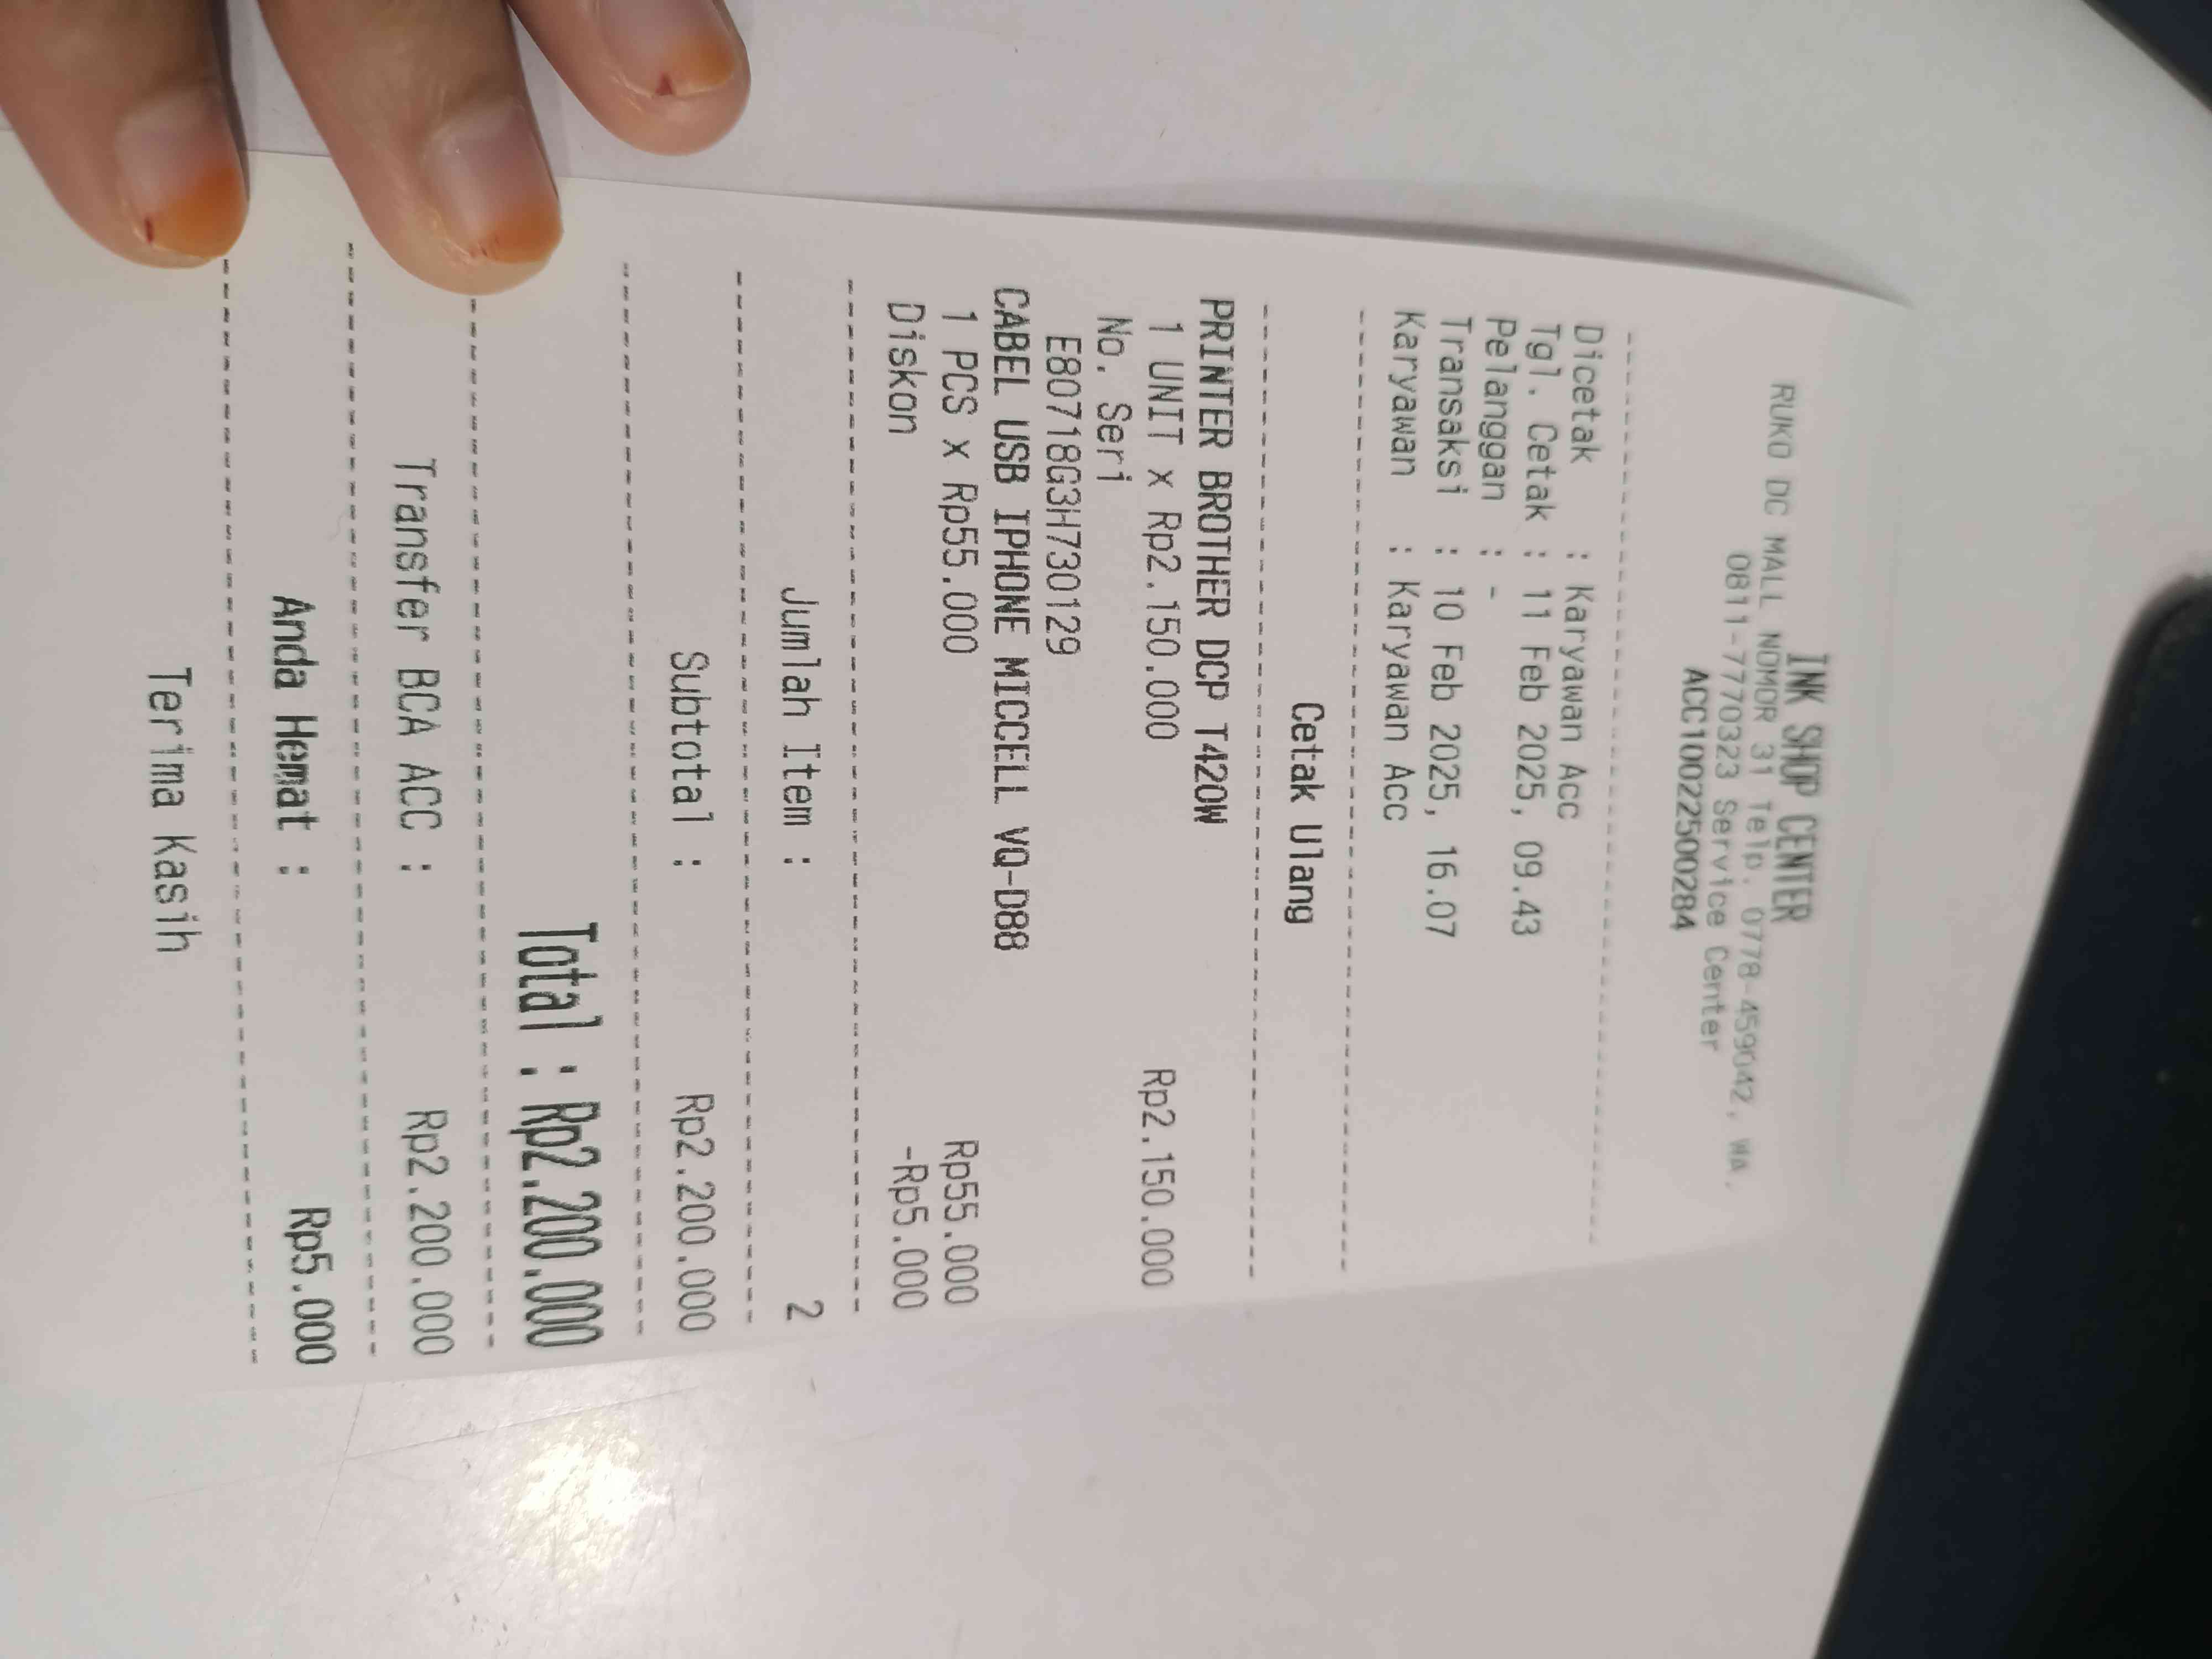 INK SHOP CENTER
RUKO DC MALL NOMOR 31 Telp. 0778-459042, WA.
0811-7770323 Service Center
ACC10022500284
Dicetak : Karyawan Acc
Tgl. Cetak : 11 Feb 2025, 09.43
Pelanggan : -
Transaksi : 10 Feb 2025, 16.07
Karyawan : Karyawan Acc
Cetak Ulang
PRINTER BROTHER DCP T420W
1 UNIT x Rp2.150.000 Rp2.150.000
No. Seri
E80718G3H730129
CABEL USB IPHONE MICCELL VQ-D88
1 PCS x Rp55.000 Rp55.000
Diskon -Rp5.000
Jumlah Item : 2
Subtotal : Rp2.200.000
Total : Rp2.200.000
Transfer BCA ACC : Rp2.200.000
Anda Hemat : Rp5.000
Terima Kasih